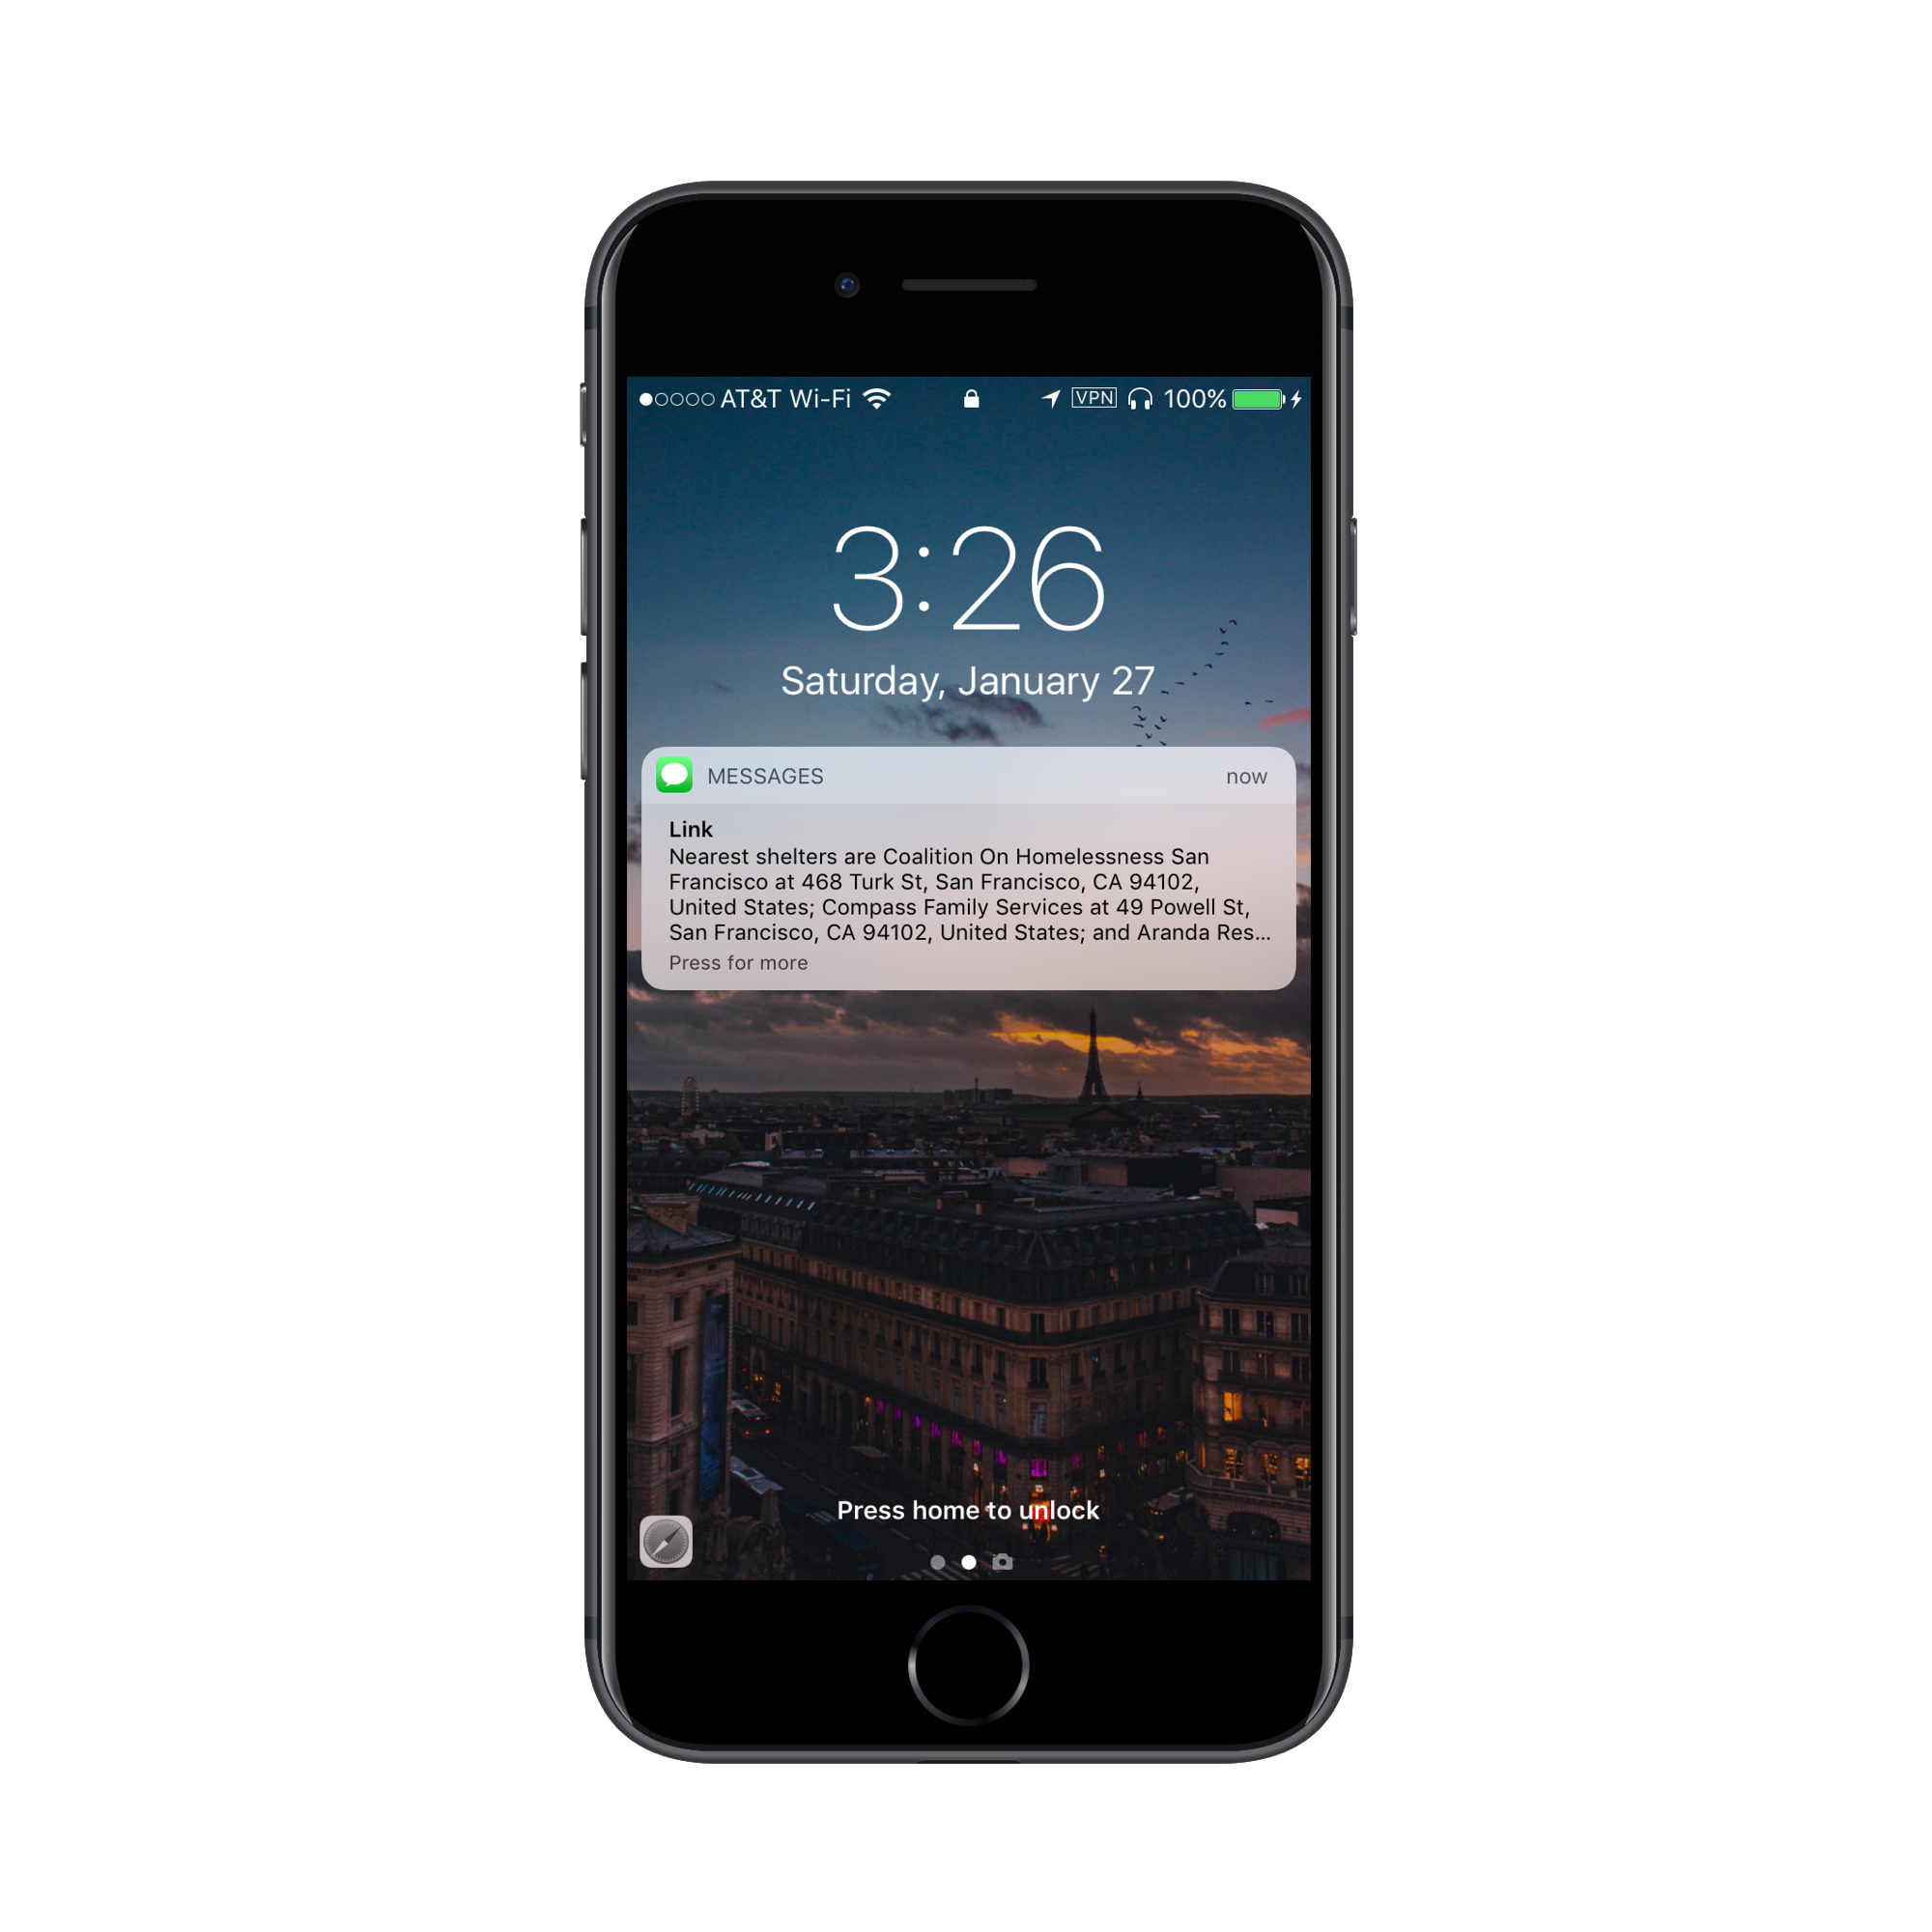 AT&T Wi-Fi VPN 100%
3:26
Saturday, January 27
MESSAGES now
Link
Nearest shelters are Coalition On Homelessness San
Francisco at 468 Turk St, San Francisco, CA 94102,
United States; Compass Family Services at 49 Powell St,
San Francisco, CA 94102, United States; and Aranda Res...
Press for more
Press home to unlock